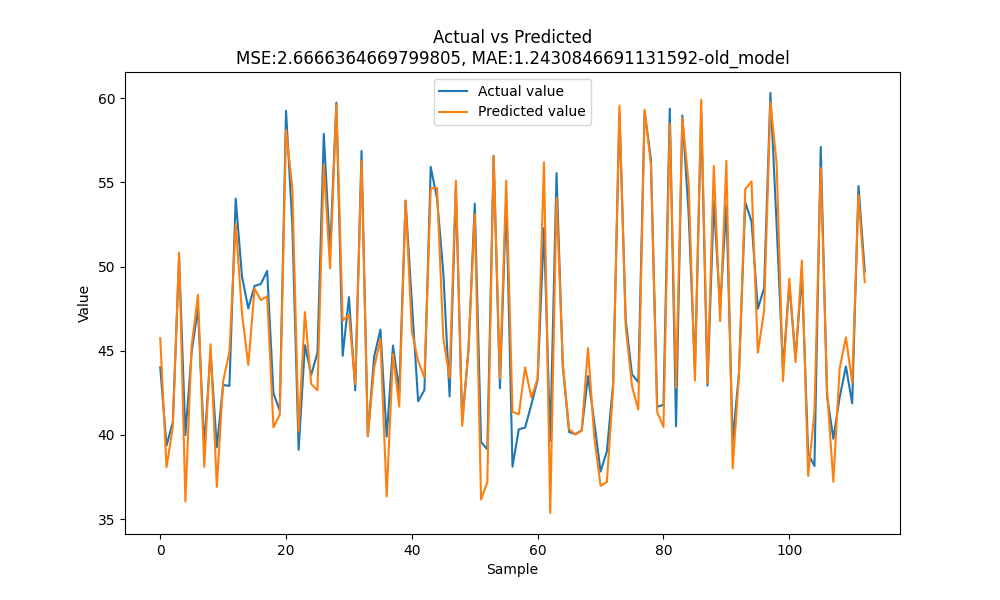 Actual vs Predicted
MSE:2.6666364669799805, MAE:1.2430846691131592-old_model
Actual value
Predicted value
Value
60
55
50
45
40
35
0 20 40 60 80 100
Sample